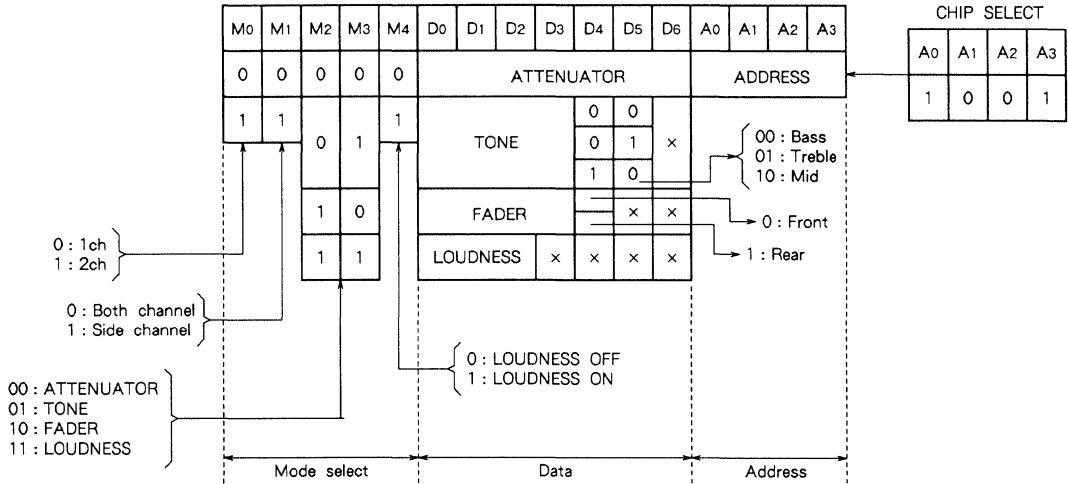 CHIP SELECT
M0 M1 M2 M3 M4 D0 D1 D2 D3 D4 D5 D6 A0 A1 A2 A3
A0 A1 A2 A3
0 0 0 0 0 ATTENUATOR ADDRESS
1 0 0 1
1 1 0 1 1 TONE
0 0
0 1 ×
1 0
00 : Bass
01 : Treble
10 : Mid
1 0 FADER × ×
0 : Front
1 : Rear
1 1 LOUDNESS × × × ×
0 : 1ch
1 : 2ch
0 : Both channel
1 : Side channel
0 : LOUDNESS OFF
1 : LOUDNESS ON
00 : ATTENUATOR
01 : TONE
10 : FADER
11 : LOUDNESS
Mode select Data Address